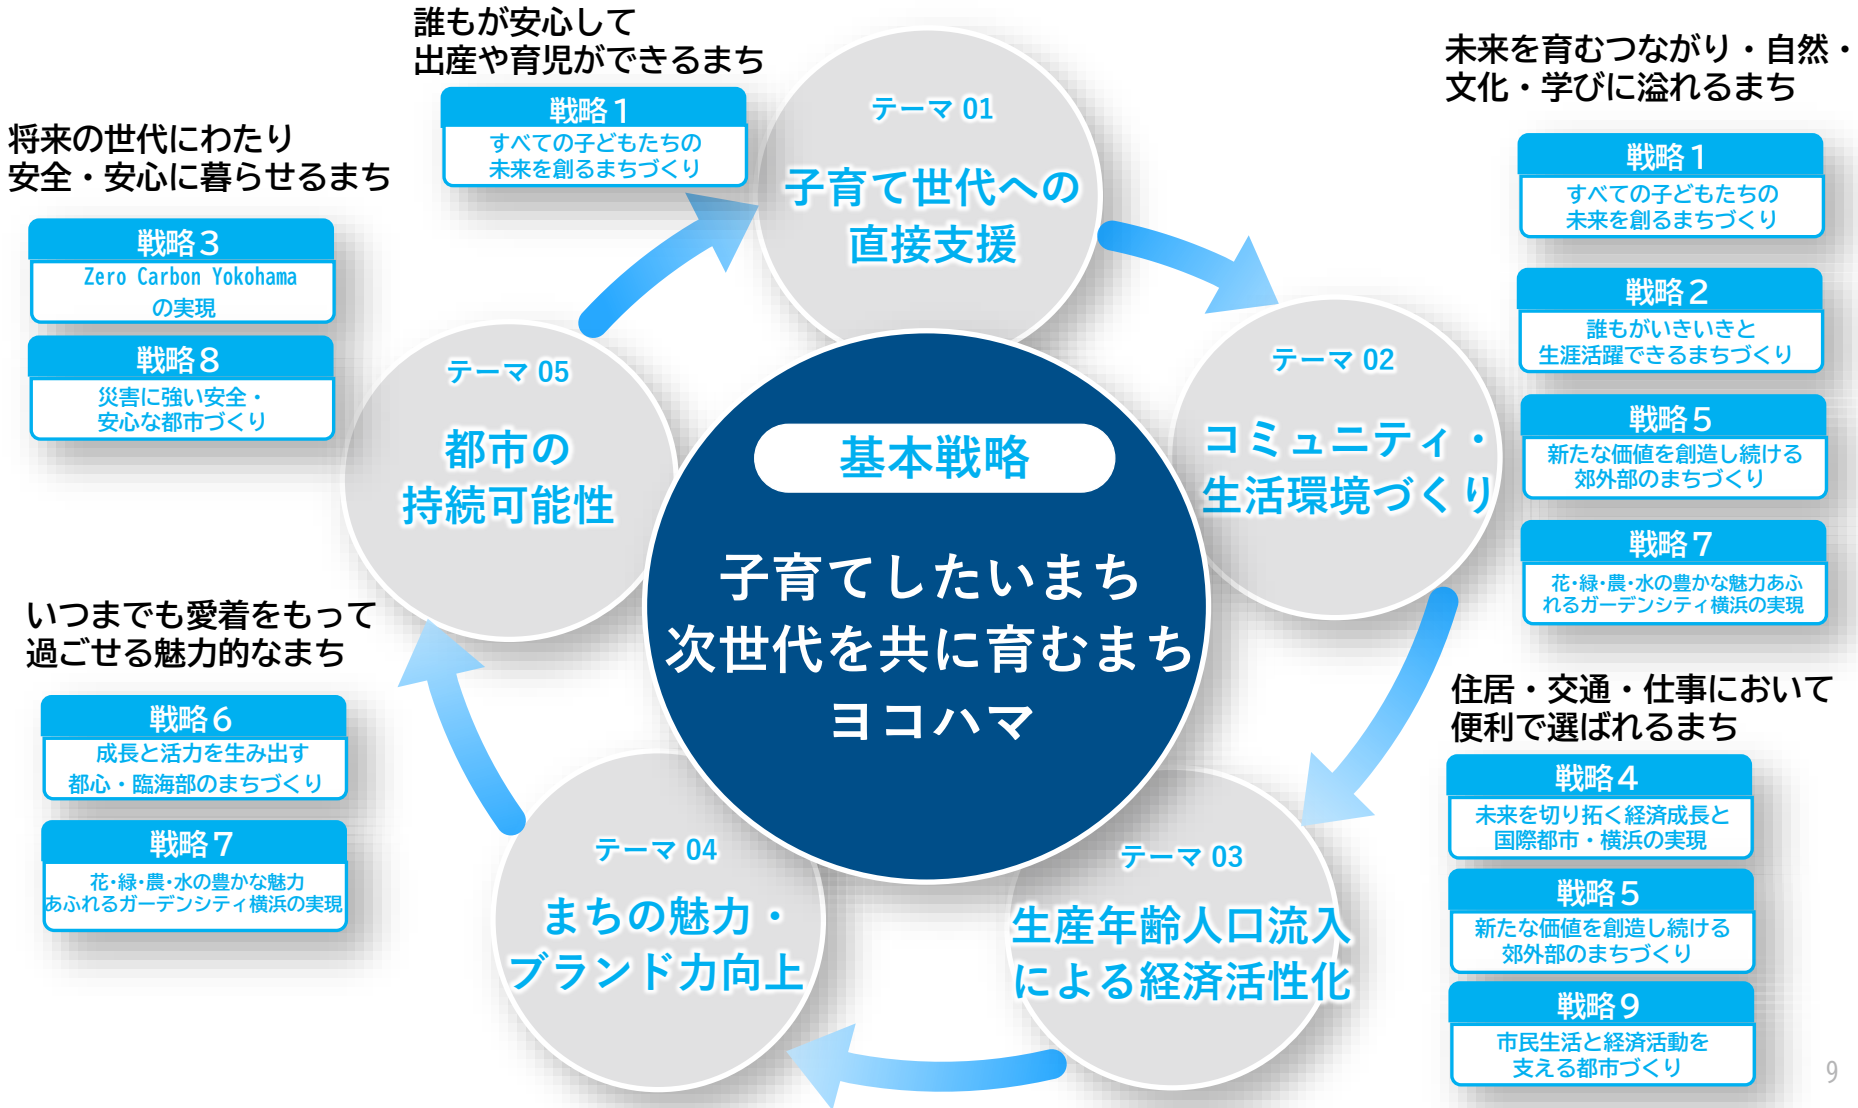 誰もが安心して
出産や育児ができるまち
戦略１
すべての子どもたちの
未来を創るまちづくり
テーマ 01
子育て世代への
直接支援
未来を育むつながり・自然・
文化・学びに溢れるまち
戦略１
すべての子どもたちの
未来を創るまちづくり
戦略２
誰もがいきいきと
生涯活躍できるまちづくり
戦略５
新たな価値を創造し続ける
郊外部のまちづくり
戦略７
花・緑・農・水の豊かな魅力あふ
れるガーデンシティ横浜の実現
テーマ 02
コミュニティ・
生活環境づくり
住居・交通・仕事において
便利で選ばれるまち
戦略４
未来を切り拓く経済成長と
国際都市・横浜の実現
戦略５
新たな価値を創造し続ける
郊外部のまちづくり
戦略９
市民生活と経済活動を
支える都市づくり
テーマ 03
生産年齢人口流入
による経済活性化
いつまでも愛着をもって
過ごせる魅力的なまち
戦略６
成長と活力を生み出す
都心・臨海部のまちづくり
戦略７
花・緑・農・水の豊かな魅力
あふれるガーデンシティ横浜の実現
テーマ 04
まちの魅力・
ブランド力向上
将来の世代にわたり
安全・安心に暮らせるまち
戦略３
Zero Carbon Yokohama
の実現
戦略８
災害に強い安全・
安心な都市づくり
テーマ 05
都市の
持続可能性
基本戦略
子育てしたいまち
次世代を共に育むまち
ヨコハマ
9